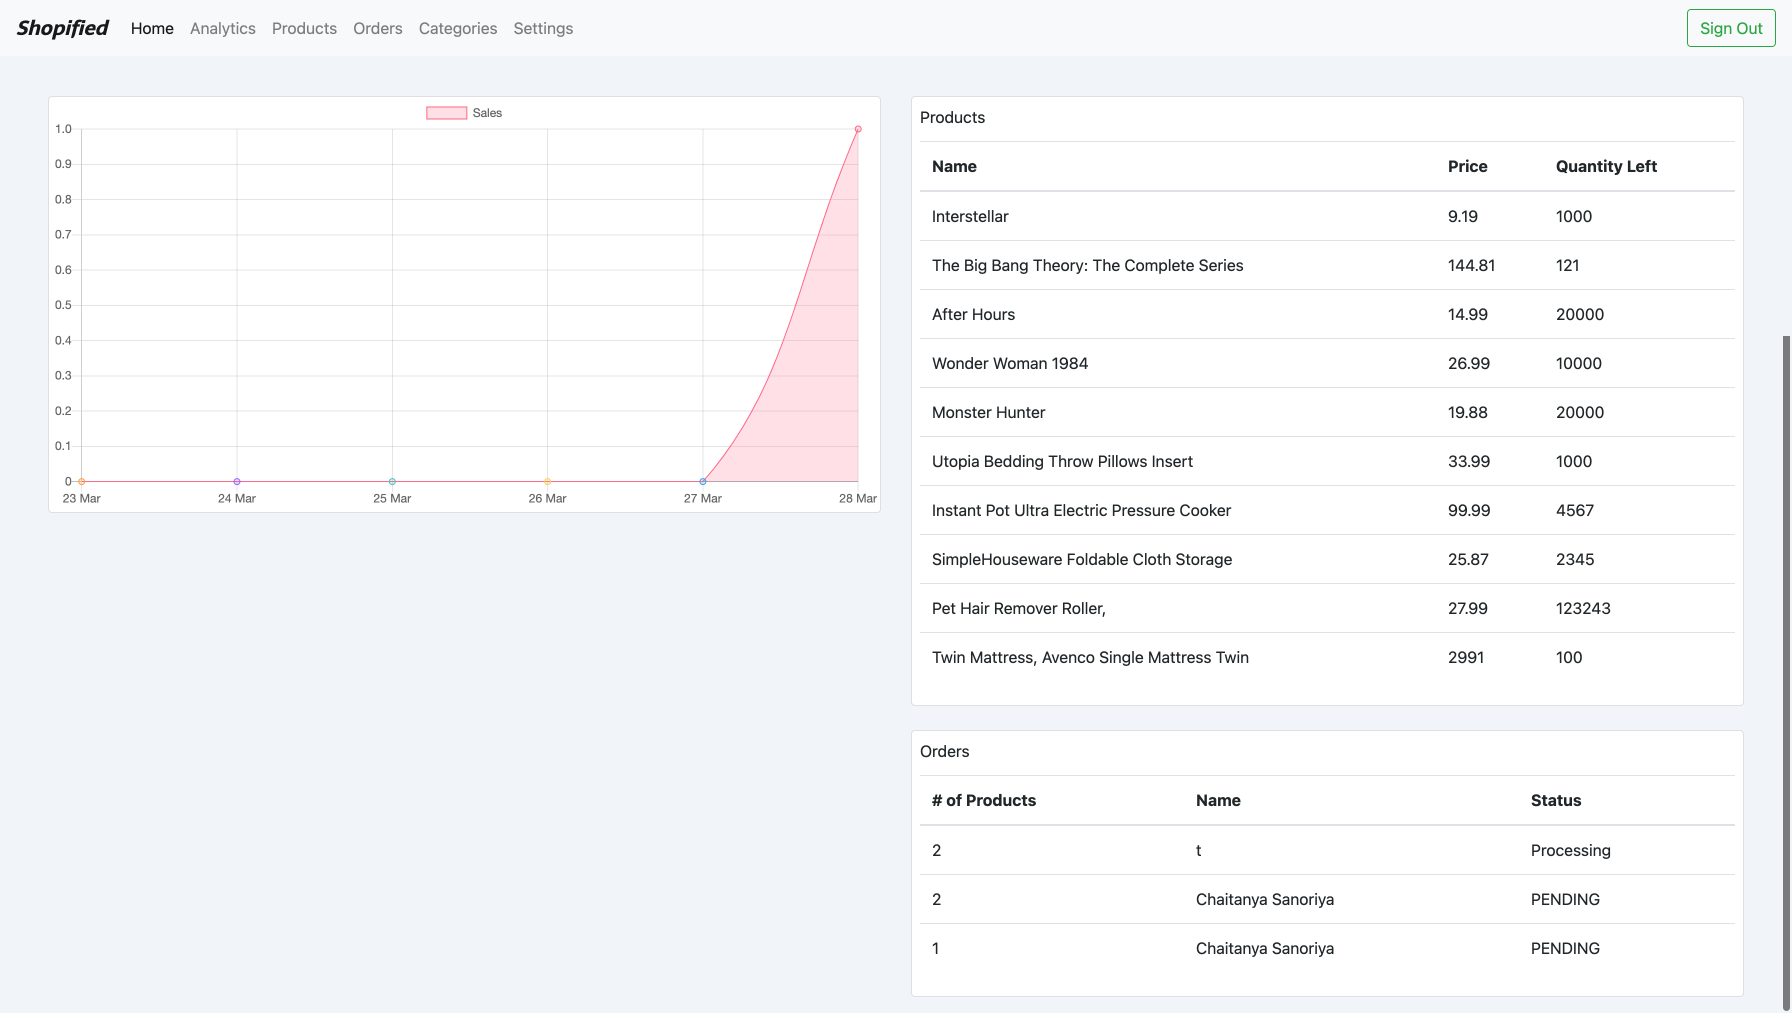 Shopified Home Analytics Products Orders Categories Settings Sign Out
Sales
1.0
0.9
0.8
0.7
0.6
0.5
0.4
0.3
0.2
0.1
0
23 Mar 24 Mar 25 Mar 26 Mar 27 Mar 28 Mar
Products
Name Price Quantity Left
Interstellar 9.19 1000
The Big Bang Theory: The Complete Series 144.81 121
After Hours 14.99 20000
Wonder Woman 1984 26.99 10000
Monster Hunter 19.88 20000
Utopia Bedding Throw Pillows Insert 33.99 1000
Instant Pot Ultra Electric Pressure Cooker 99.99 4567
SimpleHouseware Foldable Cloth Storage 25.87 2345
Pet Hair Remover Roller, 27.99 123243
Twin Mattress, Avenco Single Mattress Twin 2991 100
Orders
# of Products Name Status
2 t Processing
2 Chaitanya Sanoriya PENDING
1 Chaitanya Sanoriya PENDING